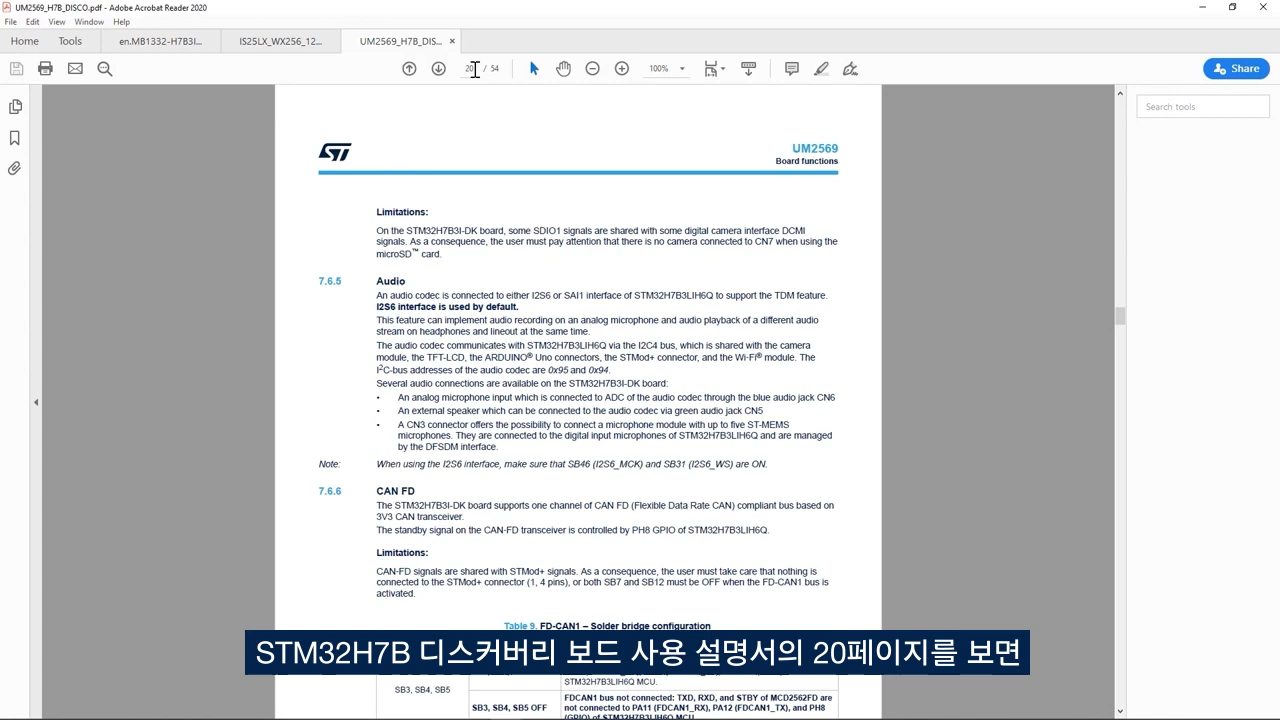 UM2569_H7B_DISCO.pdf - Adobe Acrobat Reader 2020
File Edit View Window Help
Home Tools en.MB1332-H7B3I... IS25LX_WX256_12... UM2569_H7B_DIS... ×
20 / 54 100% Share
Search tools
UM2569
Board functions
Limitations:
On the STM32H7B3I-DK board, some SDIO1 signals are shared with some digital camera interface DCMI
signals. As a consequence, the user must pay attention that there is no camera connected to CN7 when using the
microSD™ card.
7.6.5 Audio
An audio codec is connected to either I2S6 or SAI1 interface of STM32H7B3LIH6Q to support the TDM feature.
I2S6 interface is used by default.
This feature can implement audio recording on an analog microphone and audio playback of a different audio
stream on headphones and lineout at the same time.
The audio codec communicates with STM32H7B3LIH6Q via the I2C4 bus, which is shared with the camera
module, the TFT-LCD, the ARDUINO® Uno connectors, the STMod+ connector, and the Wi-Fi® module. The
I²C-bus addresses of the audio codec are 0x95 and 0x94.
Several audio connections are available on the STM32H7B3I-DK board:
• An analog microphone input which is connected to ADC of the audio codec through the blue audio jack CN6
• An external speaker which can be connected to the audio codec via green audio jack CN5
• A CN3 connector offers the possibility to connect a microphone module with up to five ST-MEMS
microphones. They are connected to the digital input microphones of STM32H7B3LIH6Q and are managed
by the DFSDM interface.
Note: When using the I2S6 interface, make sure that SB46 (I2S6_MCK) and SB31 (I2S6_WS) are ON.
7.6.6 CAN FD
The STM32H7B3I-DK board supports one channel of CAN FD (Flexible Data Rate CAN) compliant bus based on
3V3 CAN transceiver.
The standby signal on the CAN-FD transceiver is controlled by PH8 GPIO of STM32H7B3LIH6Q.
Limitations:
CAN-FD signals are shared with STMod+ signals. As a consequence, the user must take care that nothing is
connected to the STMod+ connector (1, 4 pins), or both SB7 and SB12 must be OFF when the FD-CAN1 bus is
activated.
Table 9. FD-CAN1 – Solder bridge configuration
STM32H7B 디스커버리 보드 사용 설명서의 20페이지를 보면
STM32H7B3LIH6Q MCU.
SB3, SB4, SB5
SB3, SB4, SB5 OFF
FDCAN1 bus not connected: TXD, RXD, and STBY of MCD2562FD are
not connected to PA11 (FDCAN1_RX), PA12 (FDCAN1_TX), and PH8
(GPIO) of STM32H7B3LIH6Q MCU